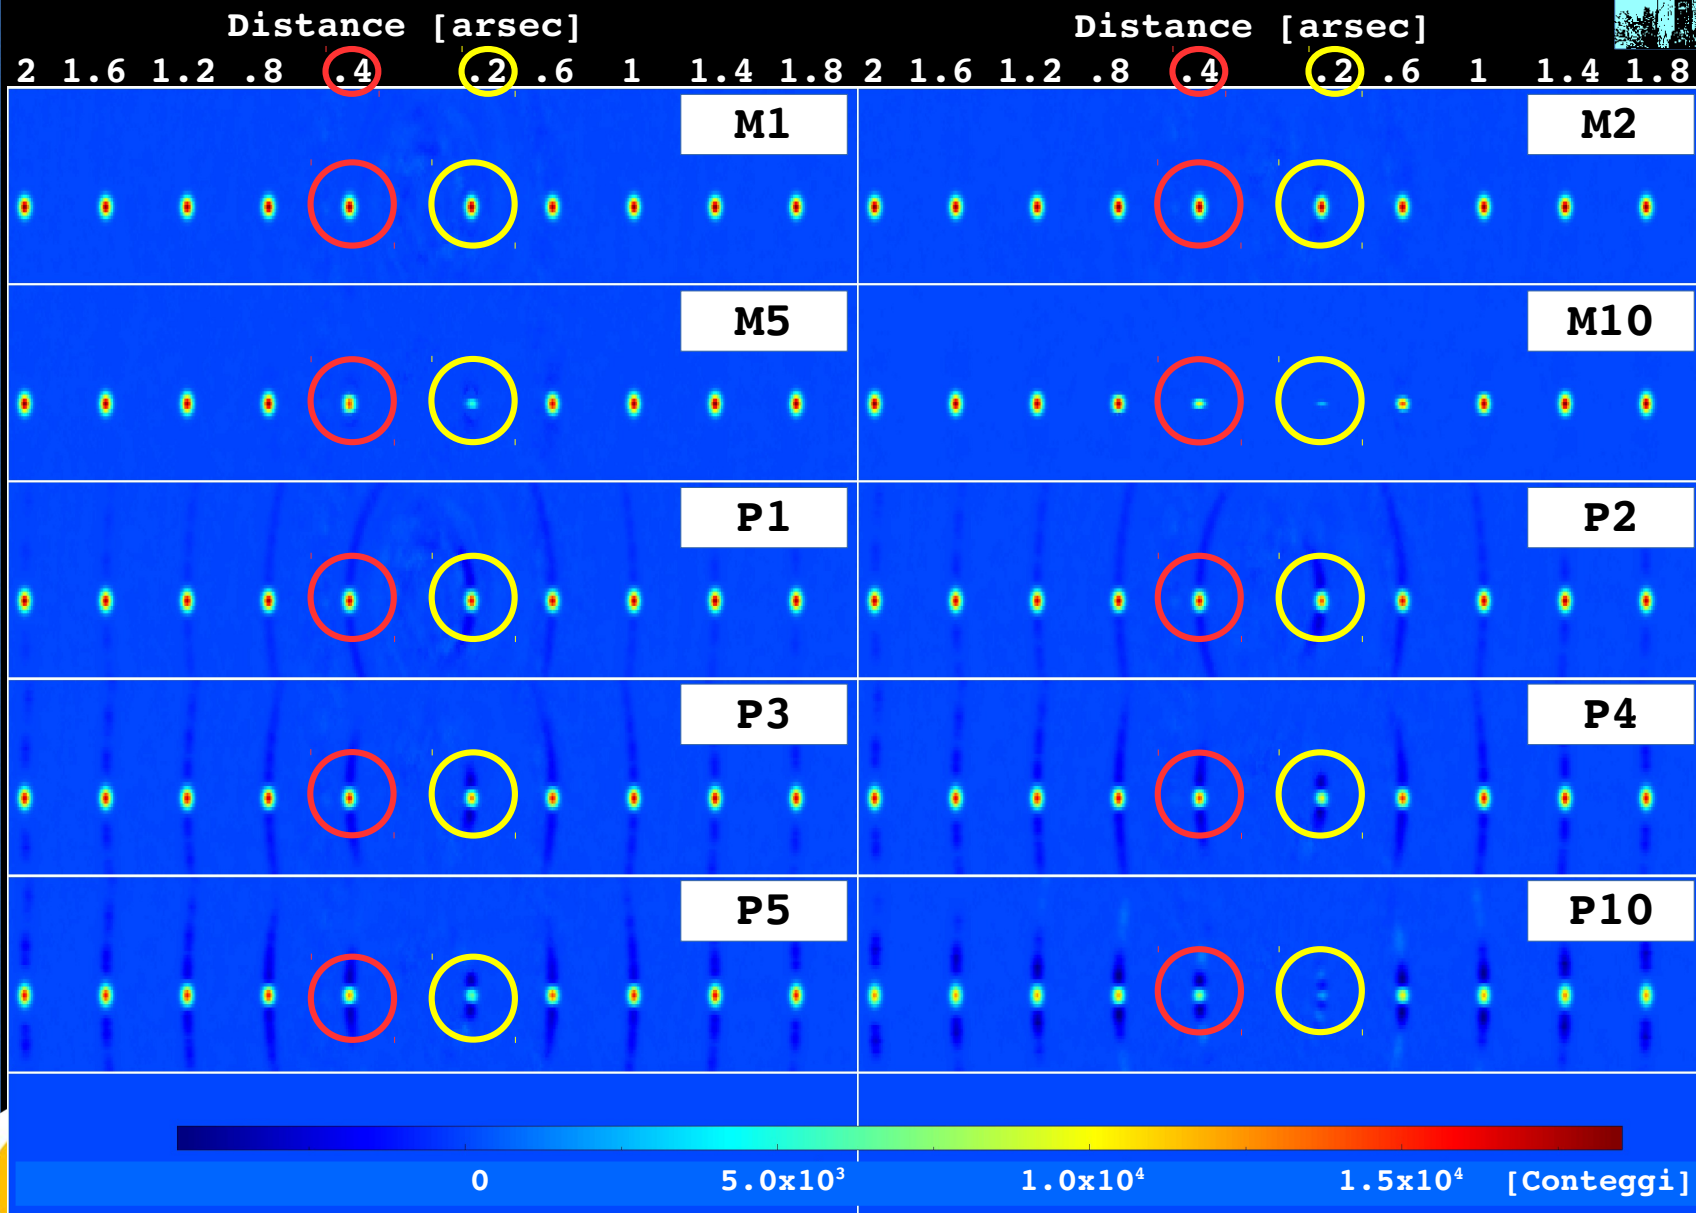 Distance [arsec] Distance [arsec]
2 1.6 1.2 .8 .4 .2 .6 1 1.4 1.8 2 1.6 1.2 .8 .4 .2 .6 1 1.4 1.8
M1 M2
M5 M10
P1 P2
P3 P4
P5 P10
0 5.0x10³ 1.0x10⁴ 1.5x10⁴ [Conteggi]